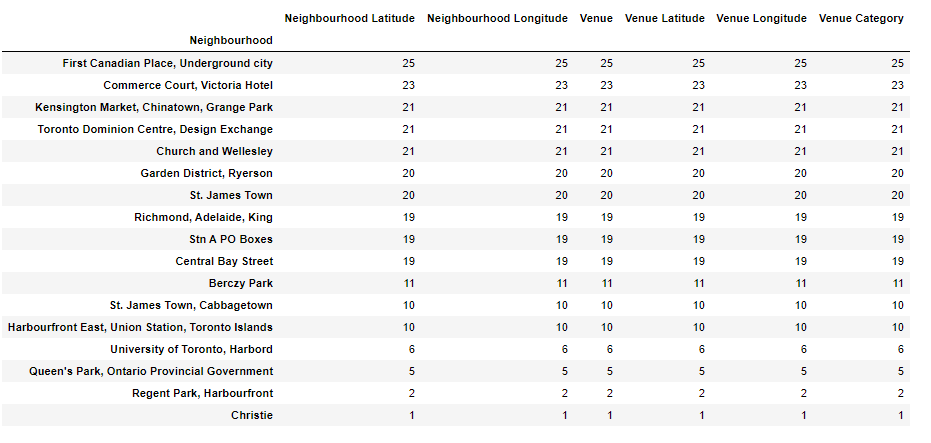 Neighbourhood Latitude Neighbourhood Longitude Venue Venue Latitude Venue Longitude Venue Category
Neighbourhood
First Canadian Place, Underground city 25 25 25 25 25 25
Commerce Court, Victoria Hotel 23 23 23 23 23 23
Kensington Market, Chinatown, Grange Park 21 21 21 21 21 21
Toronto Dominion Centre, Design Exchange 21 21 21 21 21 21
Church and Wellesley 21 21 21 21 21 21
Garden District, Ryerson 20 20 20 20 20 20
St. James Town 20 20 20 20 20 20
Richmond, Adelaide, King 19 19 19 19 19 19
Stn A PO Boxes 19 19 19 19 19 19
Central Bay Street 19 19 19 19 19 19
Berczy Park 11 11 11 11 11 11
St. James Town, Cabbagetown 10 10 10 10 10 10
Harbourfront East, Union Station, Toronto Islands 10 10 10 10 10 10
University of Toronto, Harbord 6 6 6 6 6 6
Queen's Park, Ontario Provincial Government 5 5 5 5 5 5
Regent Park, Harbourfront 2 2 2 2 2 2
Christie 1 1 1 1 1 1